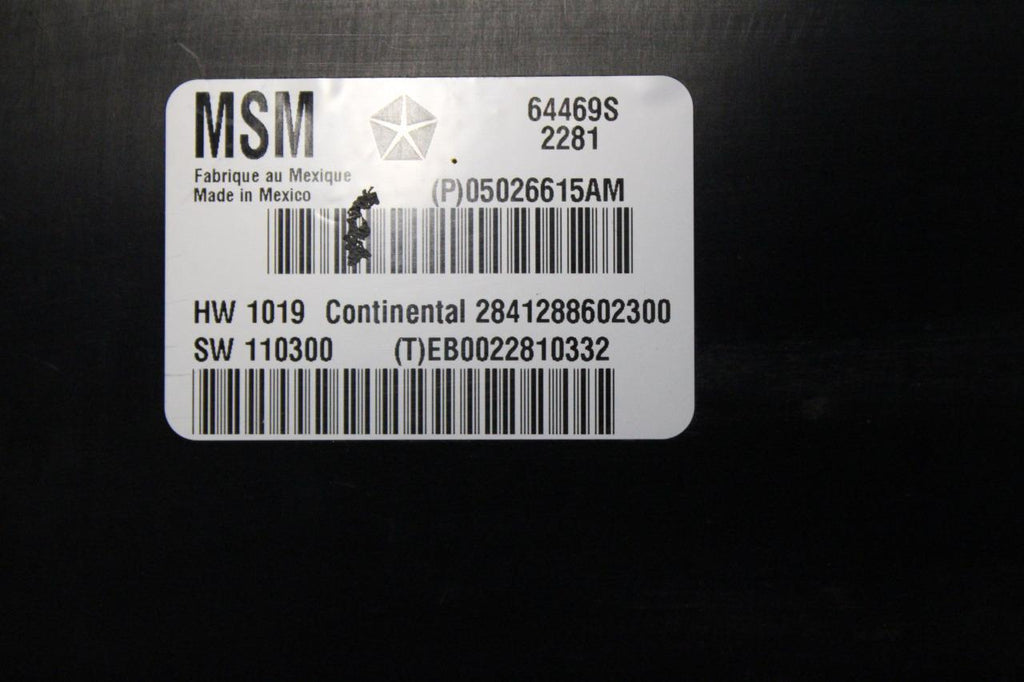 MSM
64469S
2281
Fabrique au Mexique
Made in Mexico
(P)05026615AM
HW 1019 Continental 2841288602300
SW 110300 (T)EB0022810332